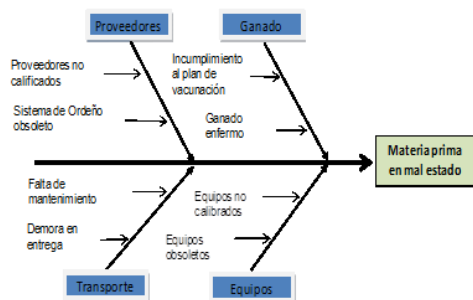 Proveedores
Ganado
Proveedores no
calificados
Sistema de Ordeño
obsoleto
Incumplimiento
al plan de
vacunación
Ganado
enfermo
Materia prima
en mal estado
Falta de
mantenimiento
Demora en
entrega
Equipos no
calibrados
Equipos
obsoletos
Transporte
Equipos